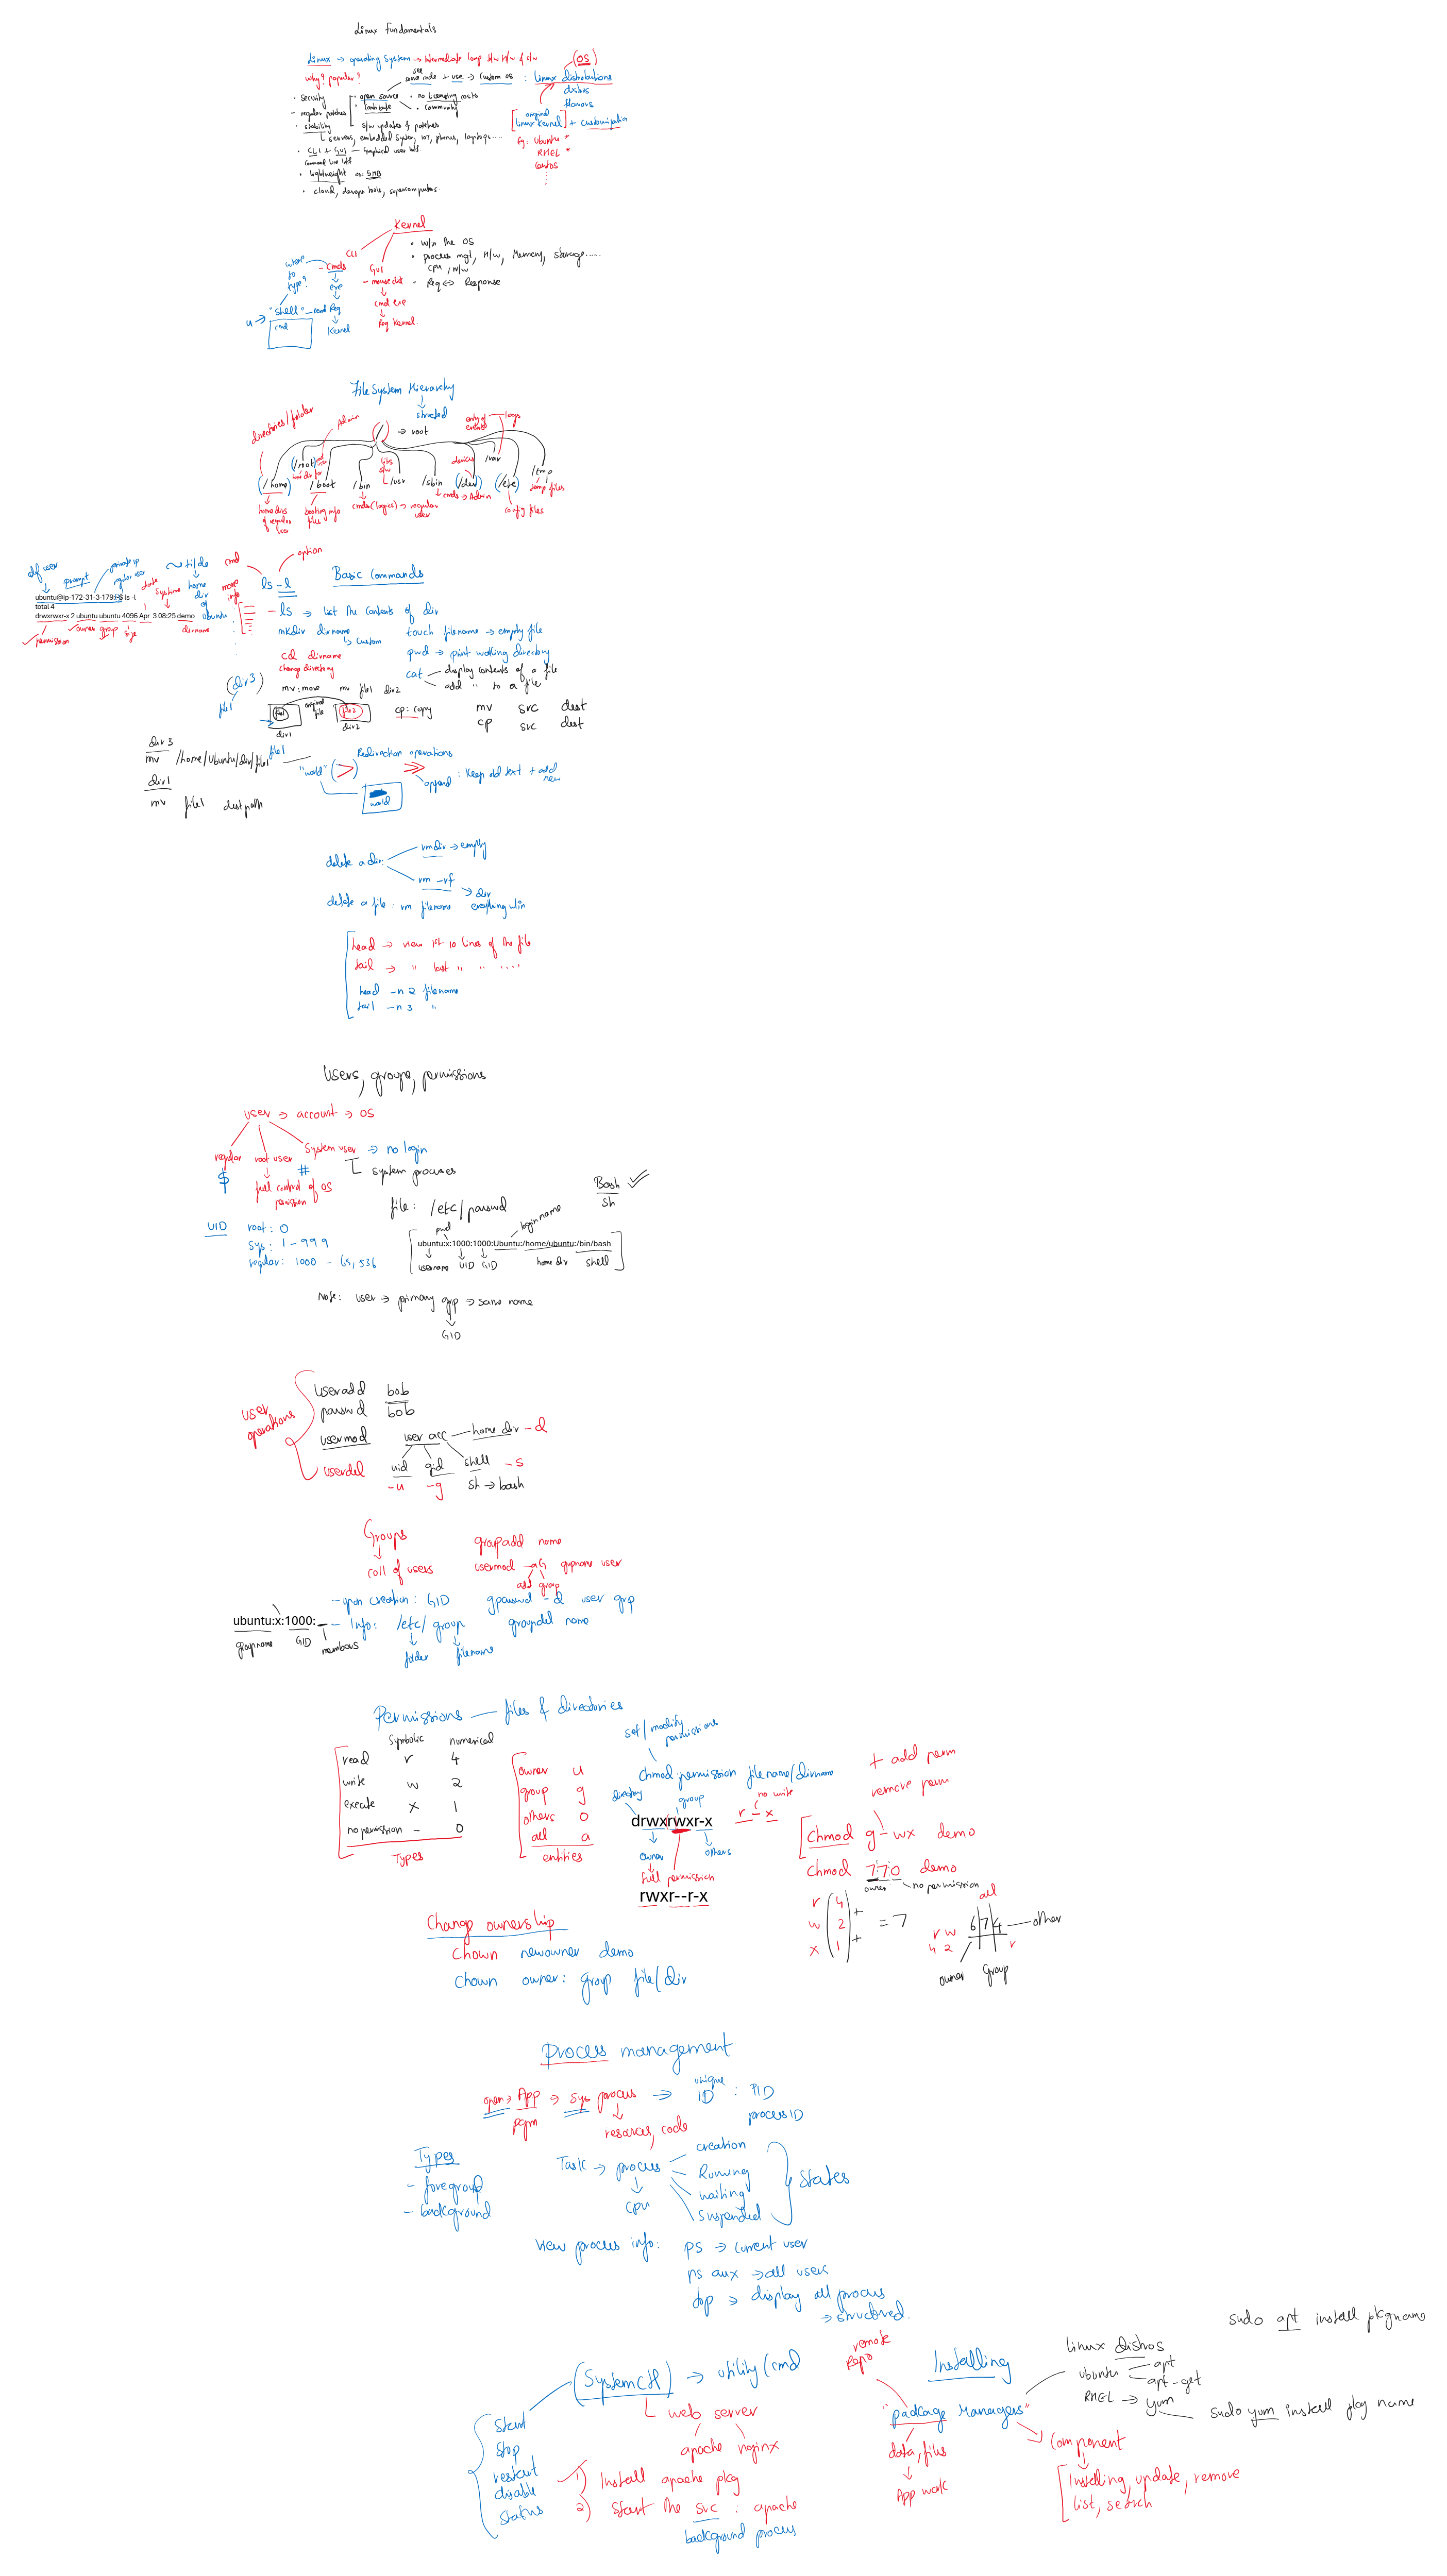 Linux fundamentals
Linux → operating System → Intermediate lang b/w H/w & s/w
(OS)
Why? popular?
see
source code + use → Custom os : Linux distributions
distros
flavors
• Security
- regular patches
• open source
• contribute
• no licensing costs
• community
• stability
s/w updates & patches
└ servers, embedded system, IOT, phones, laptops.....
original
[Linux Kernel] + customization
Eg: Ubuntu *
RHEL *
CentOS
• CLI + GUI — graphical user Int.
Command line Int.
• lightweight os: 5MB
• cloud, devops tools, supercomputers.
Kernel
• w/n the OS
• process mgt, H/w, Memory, storage.....
CPU, N/w
• Req ↔ Response
CLI
- cmds
↓
exe
↓
read Req
↓
Kernel
GUI
- mouse click
↓
cmd exe
↓
Req Kernel.
where to type?
u → "Shell"
cmd
File System Hierarchy
↓
structured
directories/folder
Admin
/ → root
entry of events
logs
/root
home dir for
libs
s/w
devices
/var
/home
/boot
/bin
/usr
/sbin
/dev
/etc
/tmp
temp files
home dirs of regular user
booting info files
cmds (logics) → regular user
cmds → Admin
config files
Basic Commands
cmd
option
ls -l
df user
prompt
private ip
regular user
~ tilde
↓
home dir of ubuntu
more info
ubuntu@ip-172-31-3-179:~$ ls -l
total 4
drwxrwxr-x 2 ubuntu ubuntu 4096 Apr 3 08:25 demo
date
Systime
permission
owner
group
size
dirname
- ls → list the contents of dir
mkdir dirname
↳ custom
touch filename → empty file
cd dirname
change directory
pwd → print working directory
cat — display contents of a file
— add " to a file
(dir3)
file1
mv: move
mv file1 dir2
file1
original file
file2
dir1
dir2
cp: copy
mv src dest
cp src dest
dir3
mv /home/Ubuntu/dir/file1
dir1
mv file1 destpath
file1
Redirection operations
"world" (>)
>>
append : Keep old text + add new
world
delete a dir:
rmdir → empty
rm -rf
↘ dir
everything w/in
delete a file: rm filename
head → view 1st 10 lines of the file
tail → " last " " ....
head -n 2 filename
tail -n 3 "
Users, groups, permissions
user → account → OS
regular
$
root user
#
↓
full control of OS
permission
System user → no login
└ system processes
file: /etc/passwd
Bash ✓
sh
UID
root: 0
sys: 1 - 999
regular: 1000 - 65,536
pwd
login name
ubuntu:x:1000:1000:Ubuntu:/home/ubuntu:/bin/bash
username UID GID home dir shell
Note: user → primary grp → same name
↓
GID
user operations
useradd bob
passwd bob
usermod user acc — home dir -d
userdel
uid
-u
gid
-g
shell -s
sh → bash
Groups
↓
coll of users
groupadd name
usermod -aG grpname user
add group
- upon creation: GID
gpasswd -d user grp
- Info: /etc/group
↓ folder
↓ filename
groupdel name
ubuntu:x:1000:
groupname GID members
Permissions — files & directories
Symbolic numerical
read r 4
write w 2
execute x 1
no permission - 0
Types
owner u
group g
others o
all a
entities
set/modify permissions
chmod permission filename/dirname
directory
group
no write
r - x
drwxrwxr-x
owner
others
↓
full permission
rwxr--r-x
+ add perm
remove perm
Chmod g-wx demo
Chmod 7:7:0 demo
owner
no permission
r 4
w 2
x 1
+
+
= 7
all
r w
4 2
6|7|4 — other
r
owner group
Change ownership
Chown newowner demo
Chown owner: group file/dir
Process management
open → App → Sys process → unique ID : PID
pgm
↓
resources, code
process ID
Types
- foreground
- background
Task → process
↓
CPU
creation
Running
waiting
suspended
States
view process info: ps → current user
ps aux → all users
top → display all process
→ structured.
(Systemctl) → utility/cmd
└ web server
apache nginx
start
stop
restart
disable
status
1) Install apache pkg
2) Start the svc : apache
background process
Installing
remote Repo
"package Managers"
data, files
↓
App work
Linux distros
ubuntu — apt
— apt-get
RHEL → yum
sudo apt install pkgname
sudo yum install pkg name
Component
↓
Installing, update, remove
list, search